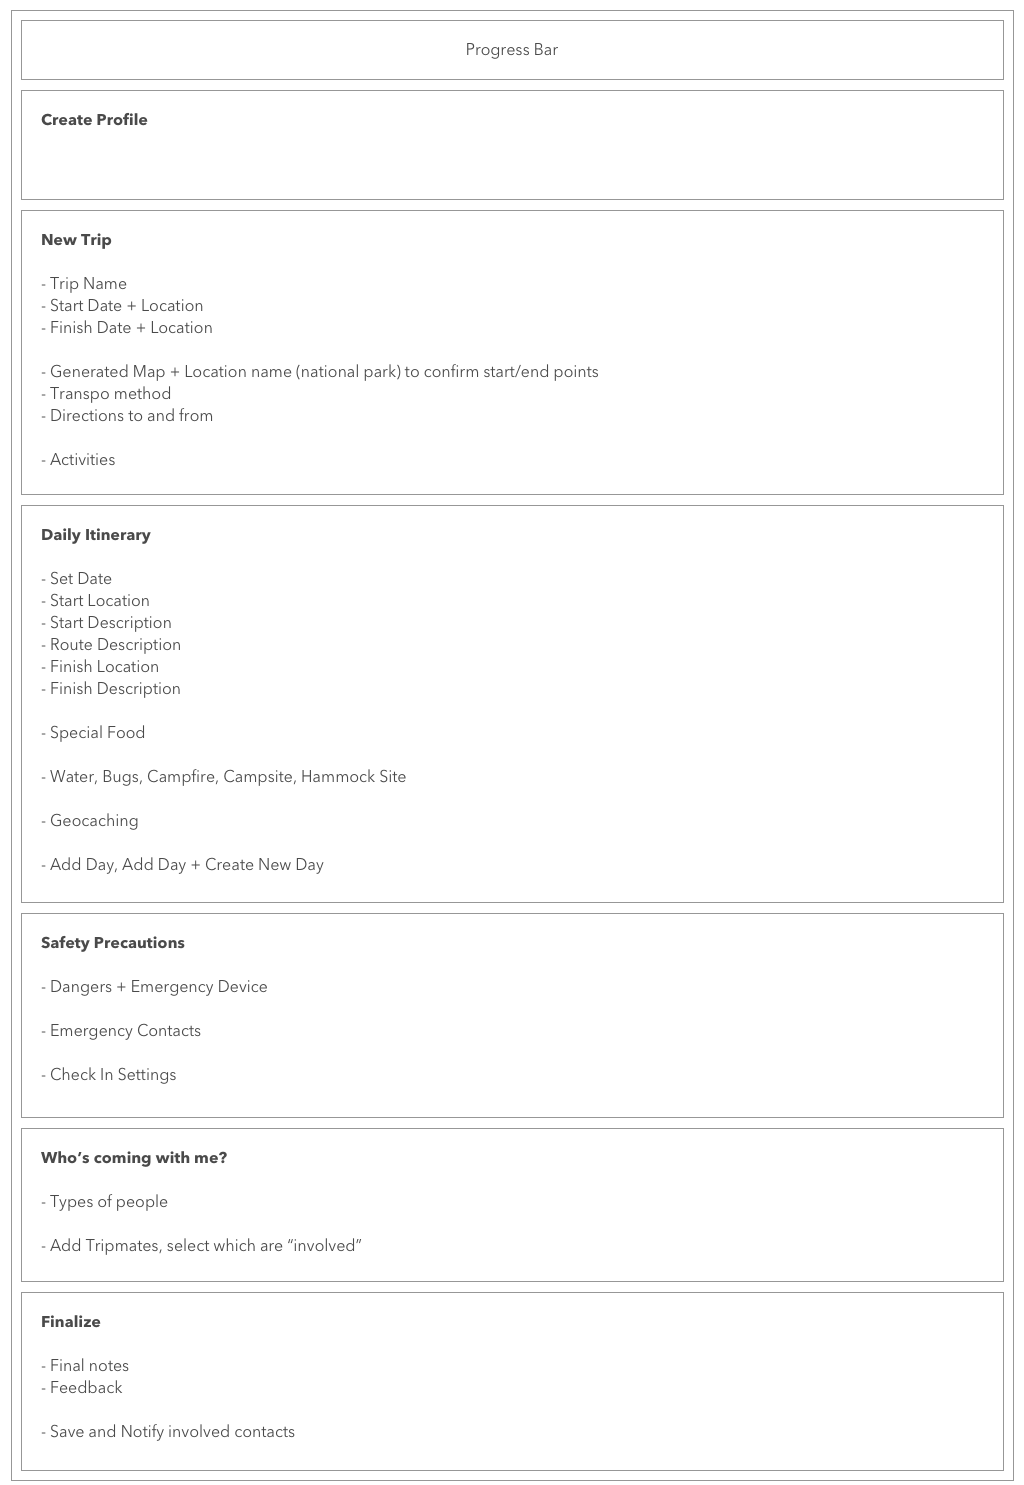 Progress Bar
Create Profile
New Trip
- Trip Name
- Start Date + Location
- Finish Date + Location
- Generated Map + Location name (national park) to confirm start/end points
- Transpo method
- Directions to and from
- Activities
Daily Itinerary
- Set Date
- Start Location
- Start Description
- Route Description
- Finish Location
- Finish Description
- Special Food
- Water, Bugs, Campfire, Campsite, Hammock Site
- Geocaching
- Add Day, Add Day + Create New Day
Safety Precautions
- Dangers + Emergency Device
- Emergency Contacts
- Check In Settings
Who’s coming with me?
- Types of people
- Add Tripmates, select which are “involved”
Finalize
- Final notes
- Feedback
- Save and Notify involved contacts